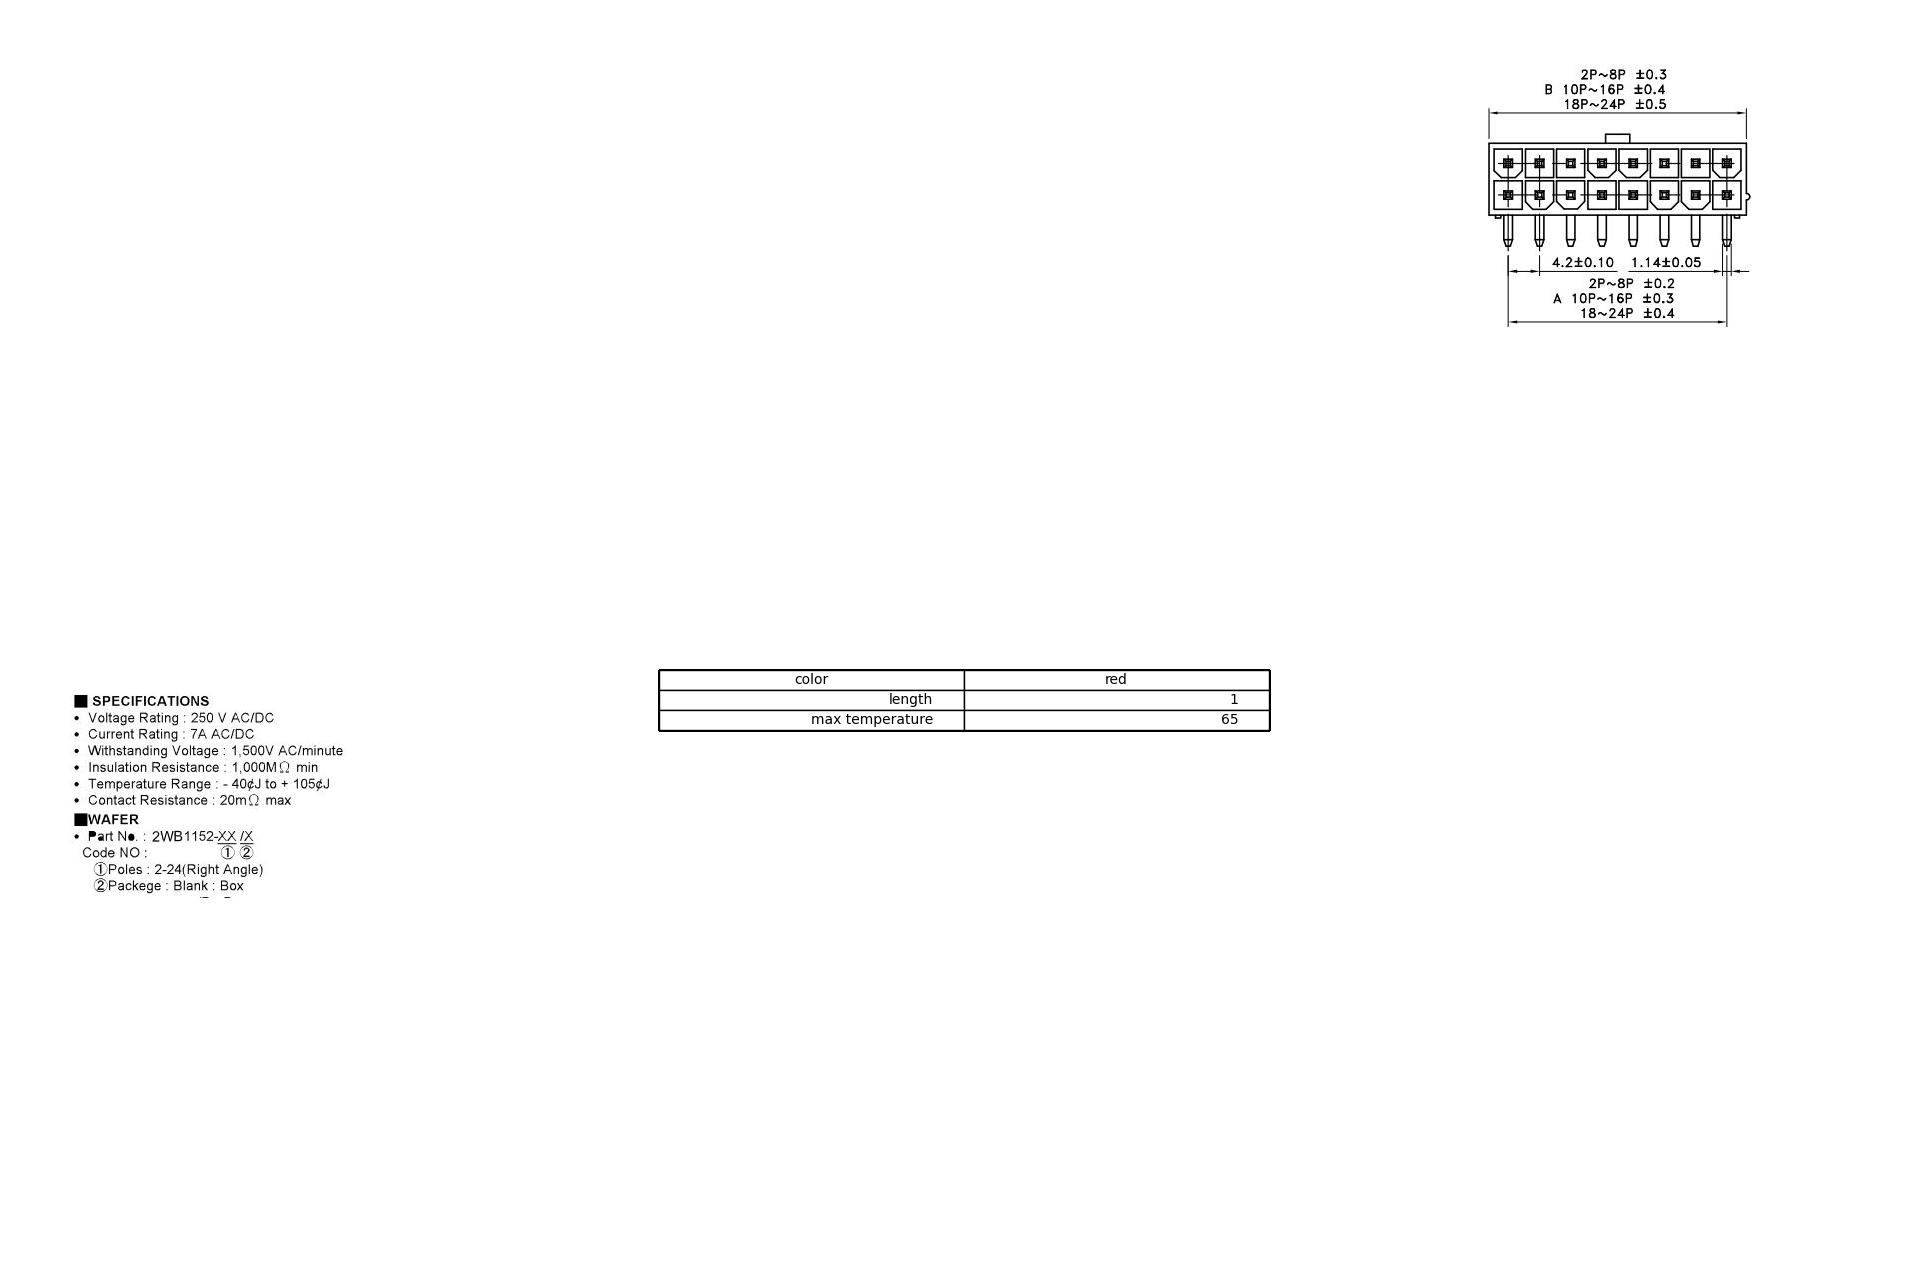 2P~8P ±0.3
B 10P~16P ±0.4
18P~24P ±0.5
4.2±0.10 1.14±0.05
2P~8P ±0.2
A 10P~16P ±0.3
18~24P ±0.4
color red
length 1
max temperature 65
■ SPECIFICATIONS
• Voltage Rating : 250 V AC/DC
• Current Rating : 7A AC/DC
• Withstanding Voltage : 1,500V AC/minute
• Insulation Resistance : 1,000MΩ min
• Temperature Range : - 40¢J to + 105¢J
• Contact Resistance : 20mΩ max
■WAFER
• Part No. : 2WB1152-XX /X
Code NO : ① ②
①Poles : 2-24(Right Angle)
②Packege : Blank : Box